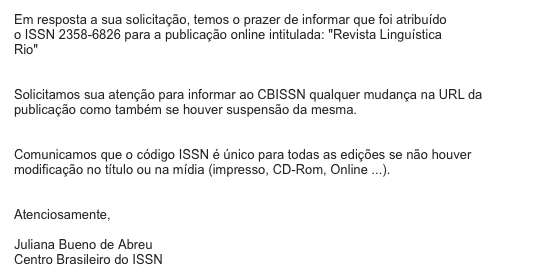 Em resposta a sua solicitação, temos o prazer de informar que foi atribuído
o ISSN 2358-6826 para a publicação online intitulada: "Revista Linguística
Rio"
Solicitamos sua atenção para informar ao CBISSN qualquer mudança na URL da
publicação como também se houver suspensão da mesma.
Comunicamos que o código ISSN é único para todas as edições se não houver
modificação no título ou na mídia (impresso, CD-Rom, Online ...).
Atenciosamente,
Juliana Bueno de Abreu
Centro Brasileiro do ISSN